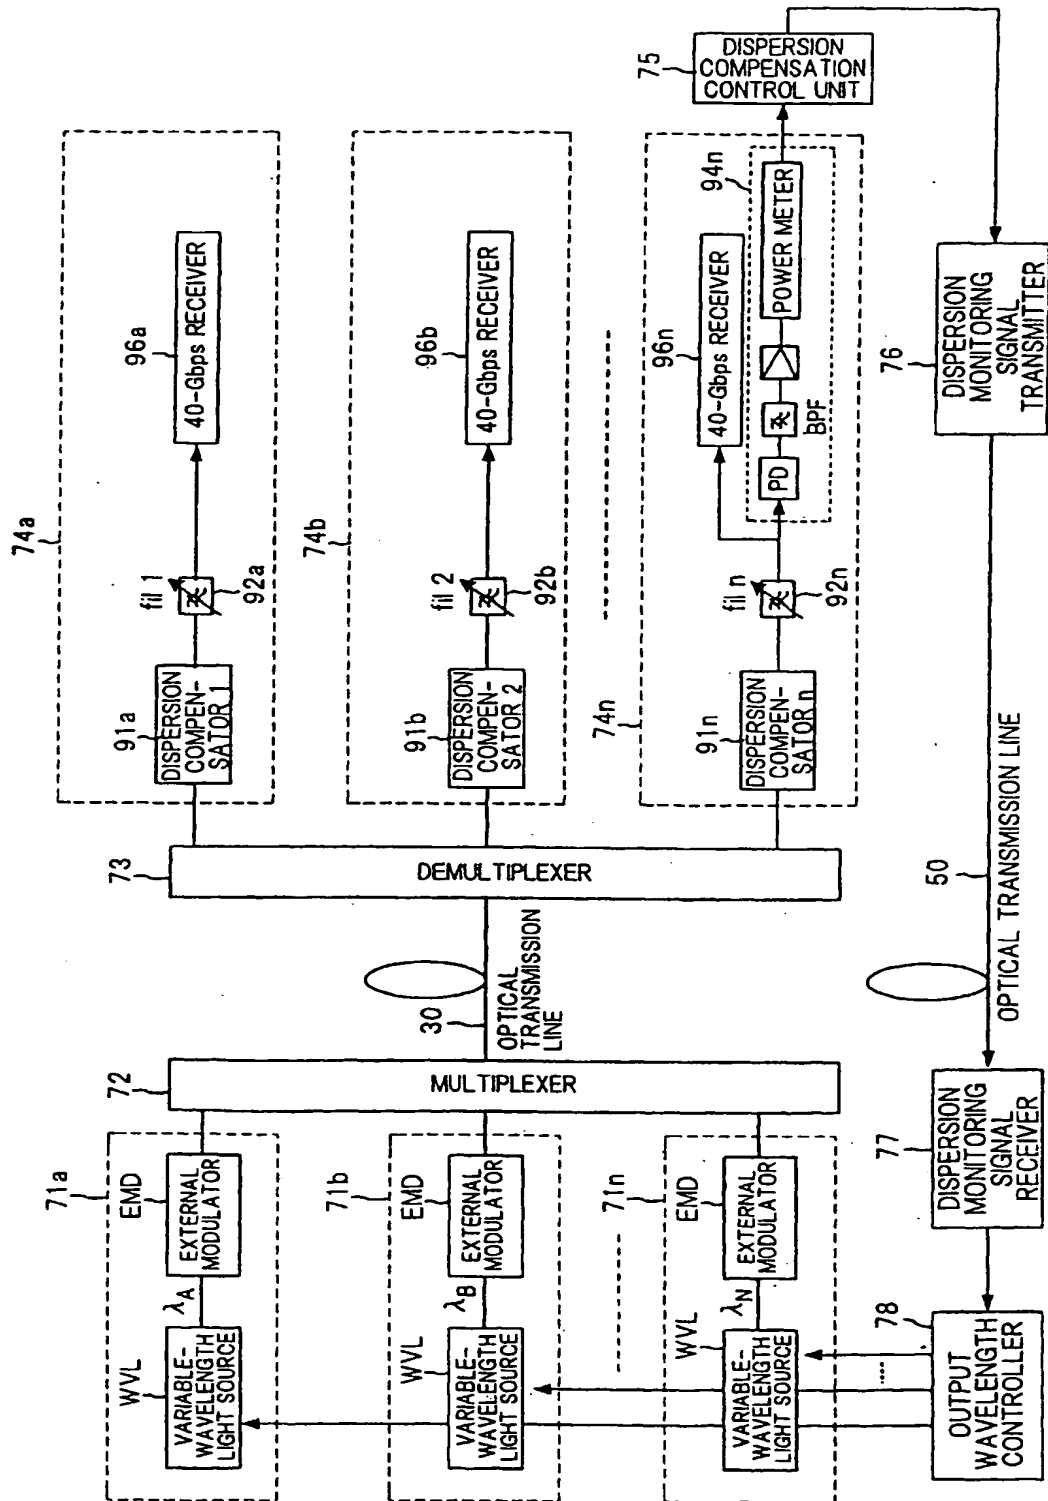 71a
WVL
VARIABLE-
WAVELENGTH
LIGHT SOURCE
λA
EMD
EXTERNAL
MODULATOR
71b
WVL
VARIABLE-
WAVELENGTH
LIGHT SOURCE
λB
EMD
EXTERNAL
MODULATOR
71n
WVL
VARIABLE-
WAVELENGTH
LIGHT SOURCE
λN
EMD
EXTERNAL
MODULATOR
72
MULTIPLEXER
30
OPTICAL
TRANSMISSION
LINE
73
DEMULTIPLEXER
74a
91a
DISPERSION
COMPEN-
SATOR 1
fil 1
92a
96a
40-Gbps RECEIVER
74b
91b
DISPERSION
COMPEN-
SATOR 2
fil 2
92b
96b
40-Gbps RECEIVER
74n
91n
DISPERSION
COMPEN-
SATOR n
fil n
92n
96n
40-Gbps RECEIVER
94n
PD
BPF
POWER METER
75
DISPERSION
COMPENSATION
CONTROL UNIT
76
DISPERSION
MONITORING
SIGNAL
TRANSMITTER
50
OPTICAL TRANSMISSION LINE
77
DISPERSION
MONITORING
SIGNAL
RECEIVER
78
OUTPUT
WAVELENGTH
CONTROLLER